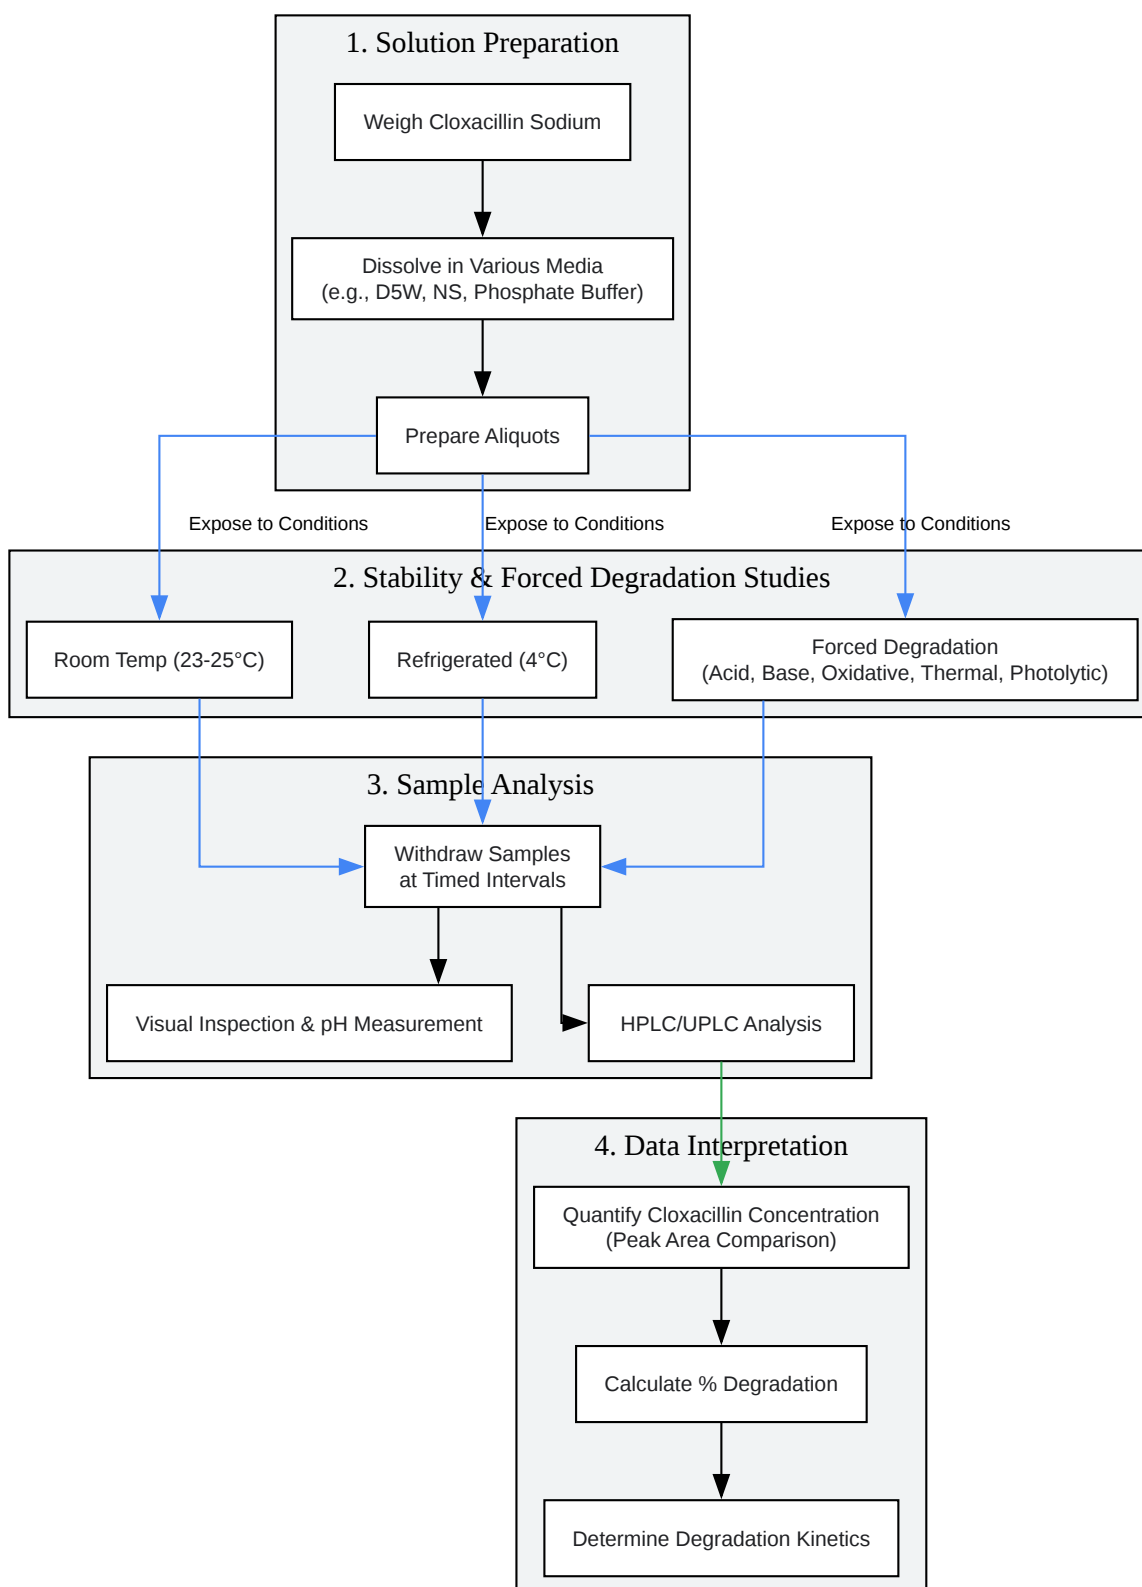 1. Solution Preparation
Weigh Cloxacillin Sodium
Dissolve in Various Media
(e.g., D5W, NS, Phosphate Buffer)
Prepare Aliquots
Expose to Conditions
Expose to Conditions
Expose to Conditions
2. Stability & Forced Degradation Studies
Room Temp (23-25°C)
Refrigerated (4°C)
Forced Degradation
(Acid, Base, Oxidative, Thermal, Photolytic)
3. Sample Analysis
Withdraw Samples
at Timed Intervals
Visual Inspection & pH Measurement
HPLC/UPLC Analysis
4. Data Interpretation
Quantify Cloxacillin Concentration
(Peak Area Comparison)
Calculate % Degradation
Determine Degradation Kinetics